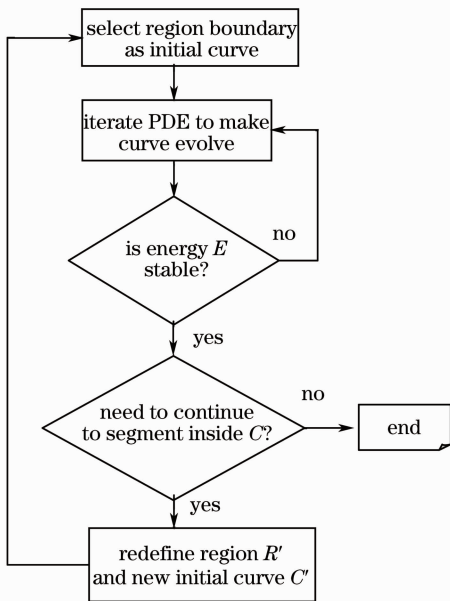 select region boundary
as initial curve
iterate PDE to make
curve evolve
is energy E
stable?
no
yes
need to continue
to segment inside C?
no
end
yes
redefine region R'
and new initial curve C'